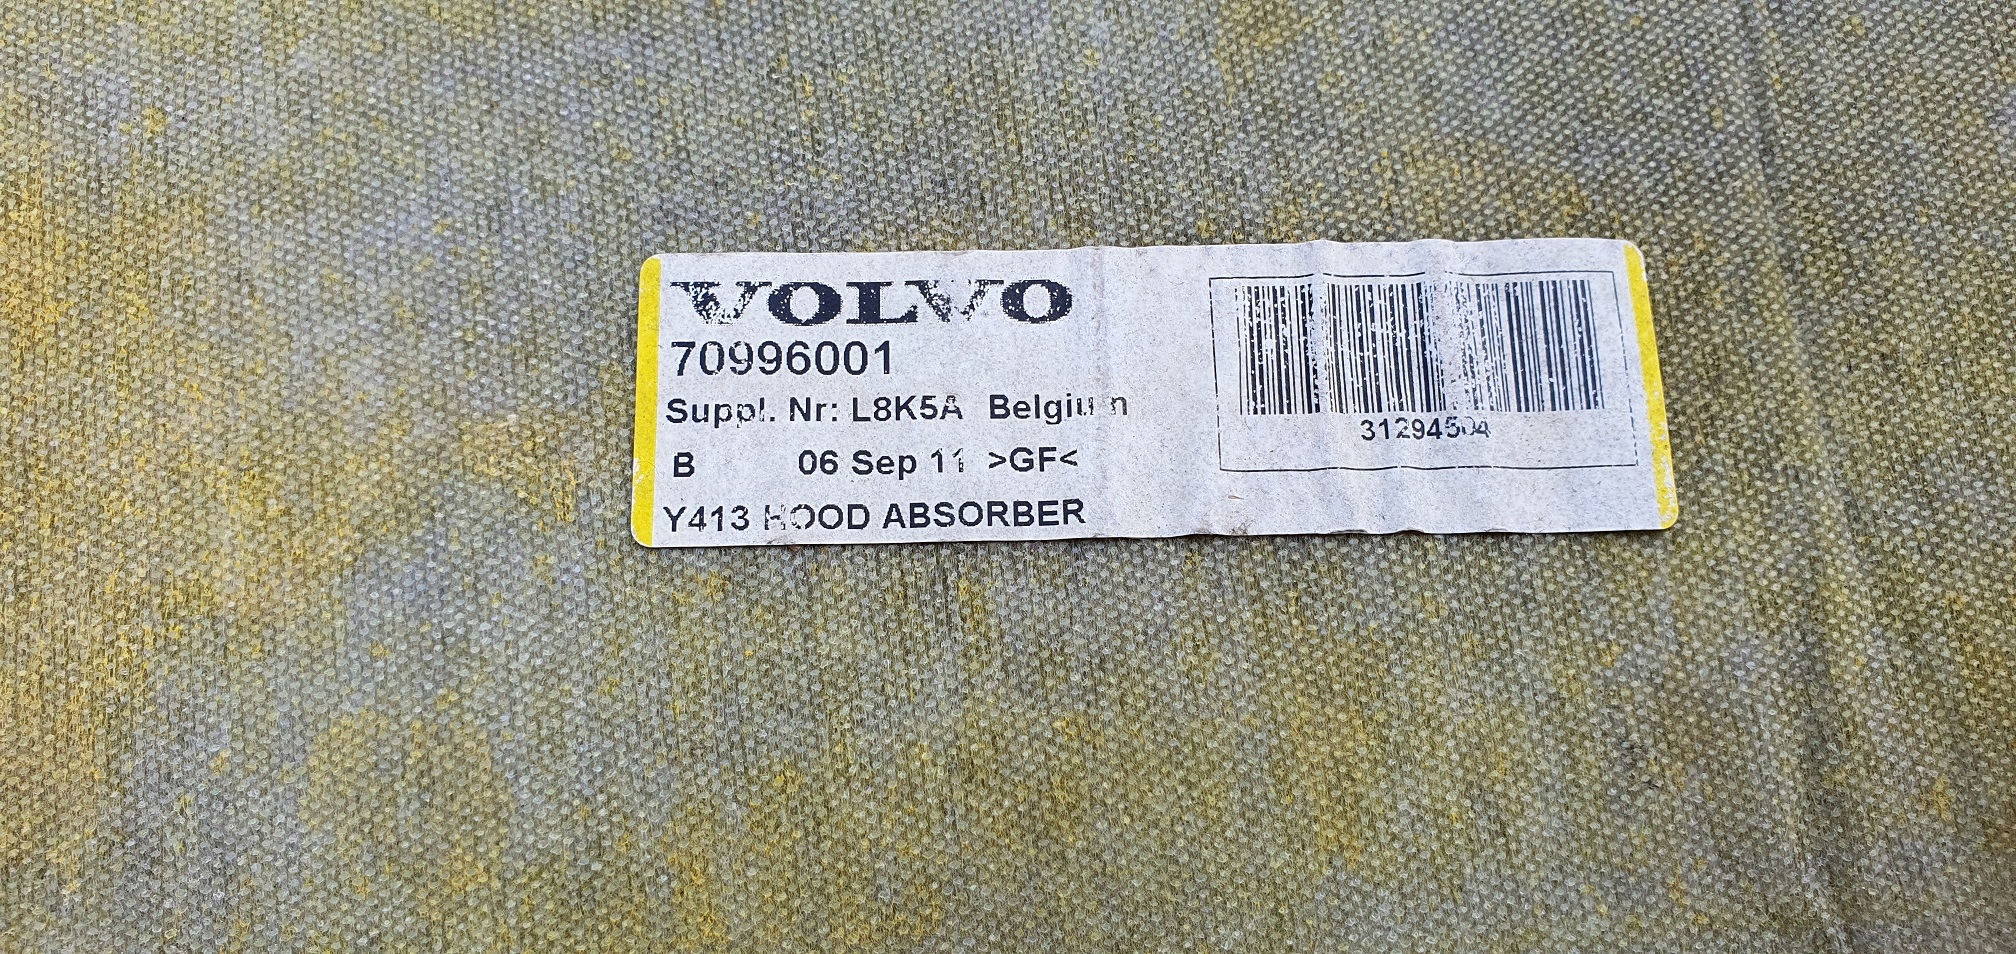 VOLVO
70996001
Suppl. Nr: L8K5A Belgium
B 06 Sep 11 >GF<
Y413 HOOD ABSORBER
31294504